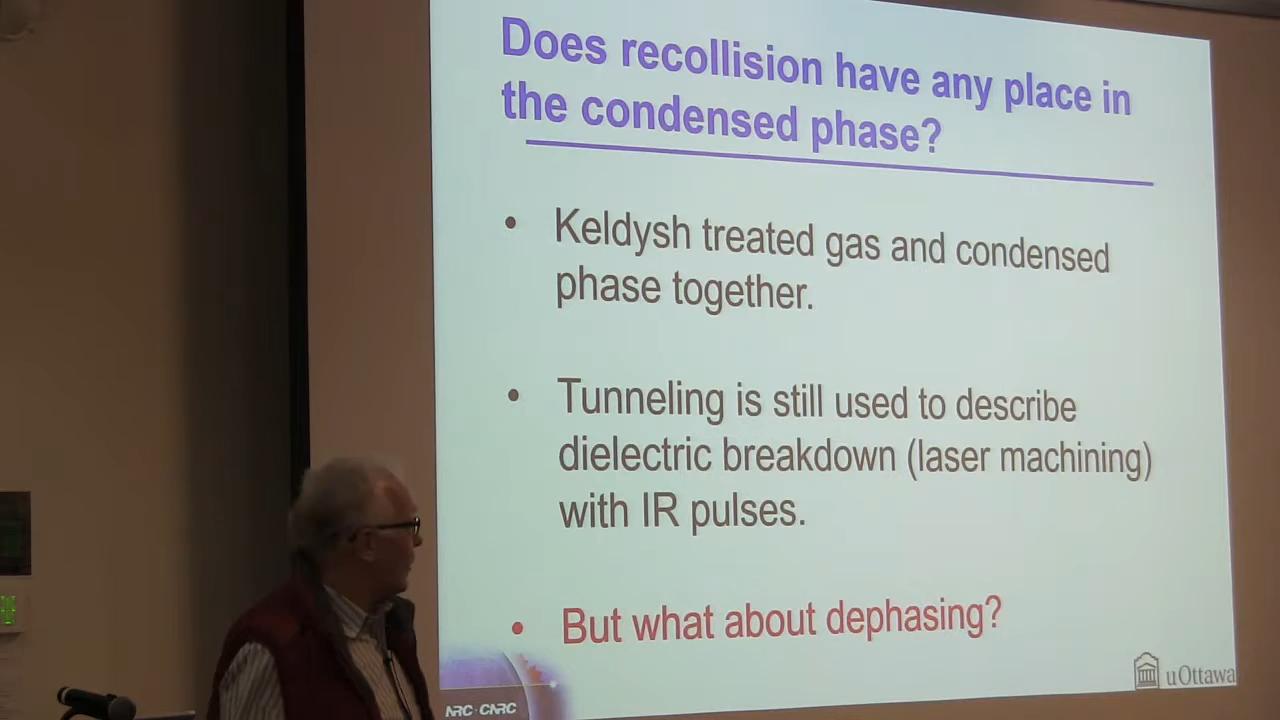 Does recollision have any place in
the condensed phase?
• Keldysh treated gas and condensed
phase together.
• Tunneling is still used to describe
dielectric breakdown (laser machining)
with IR pulses.
• But what about dephasing?
NRC·CNRC
uOttawa